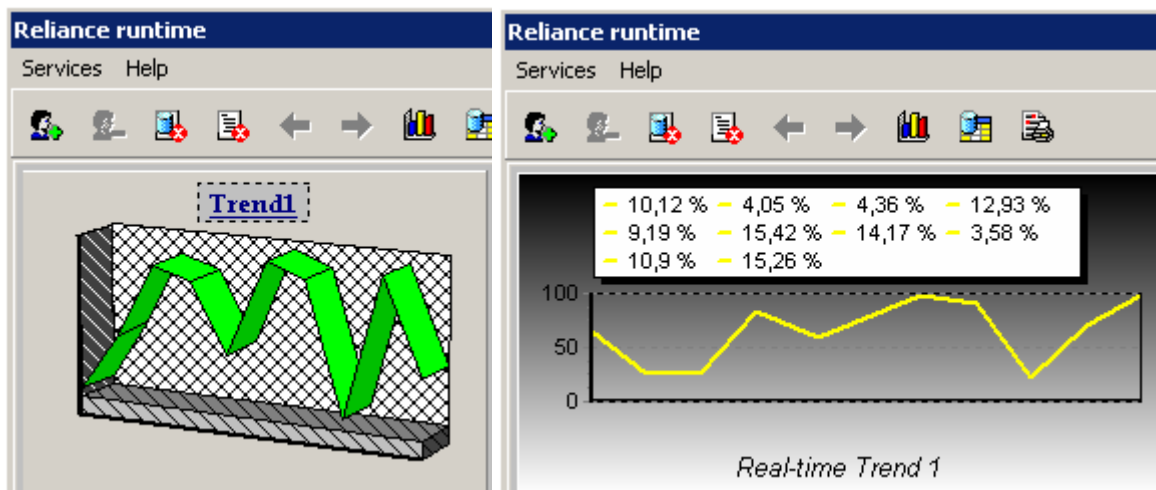 Reliance runtime
Services Help
Trend1
Reliance runtime
Services Help
10,12 % 4,05 % 4,36 % 12,93 %
9,19 % 15,42 % 14,17 % 3,58 %
10,9 % 15,26 %
100
50
0
Real-time Trend 1